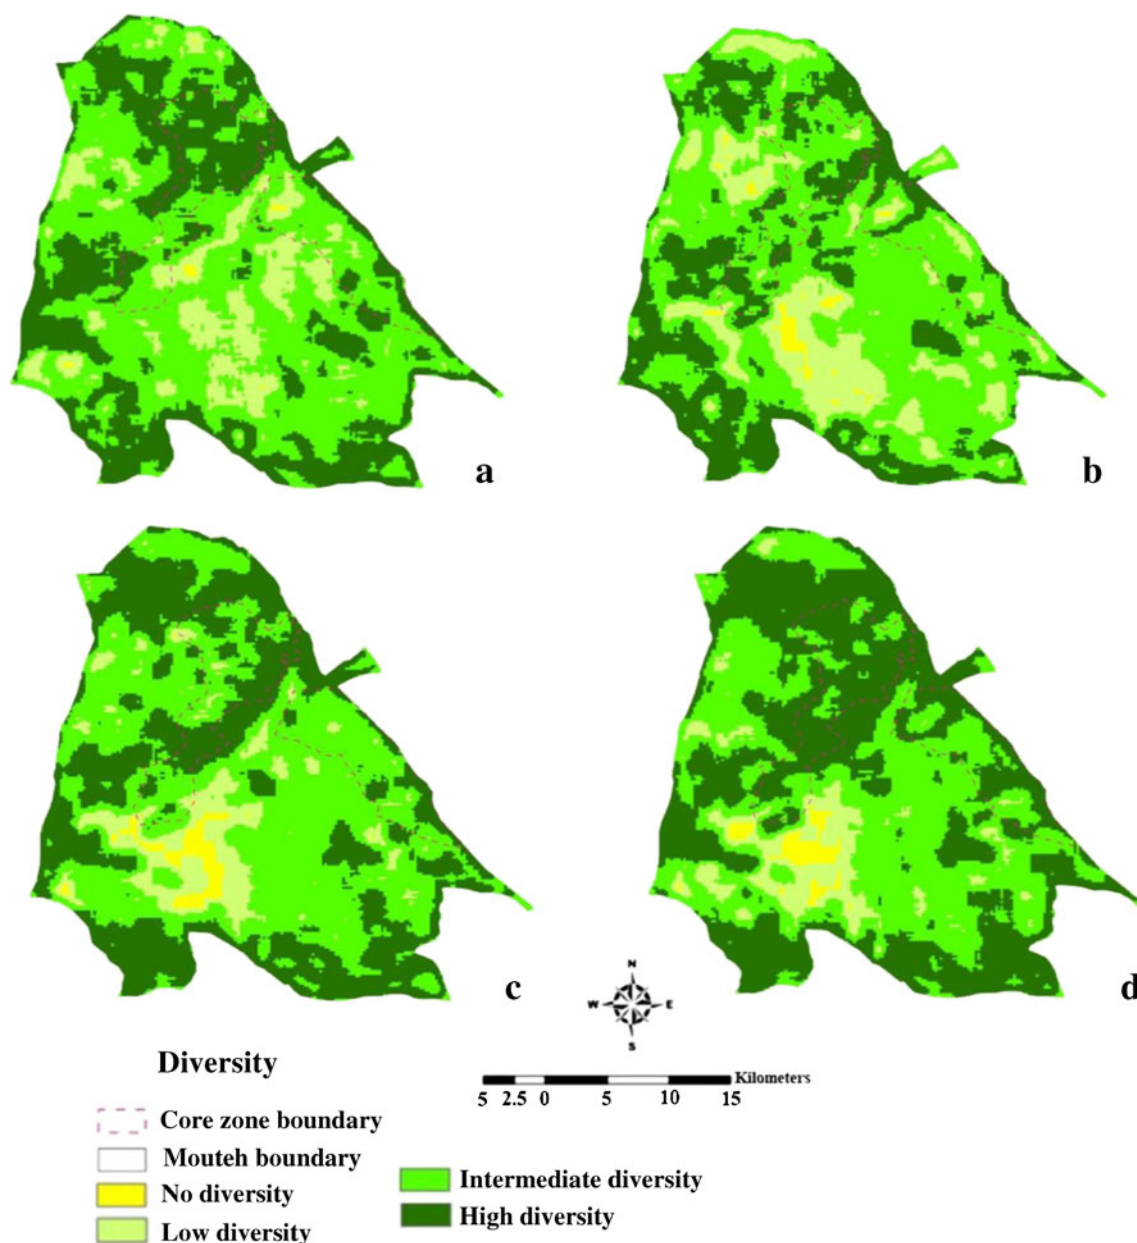 a
b
c
d
N
W E
S
Diversity
Kilometers
5 2.5 0 5 10 15
Core zone boundary
Mouteh boundary
No diversity
Low diversity
Intermediate diversity
High diversity